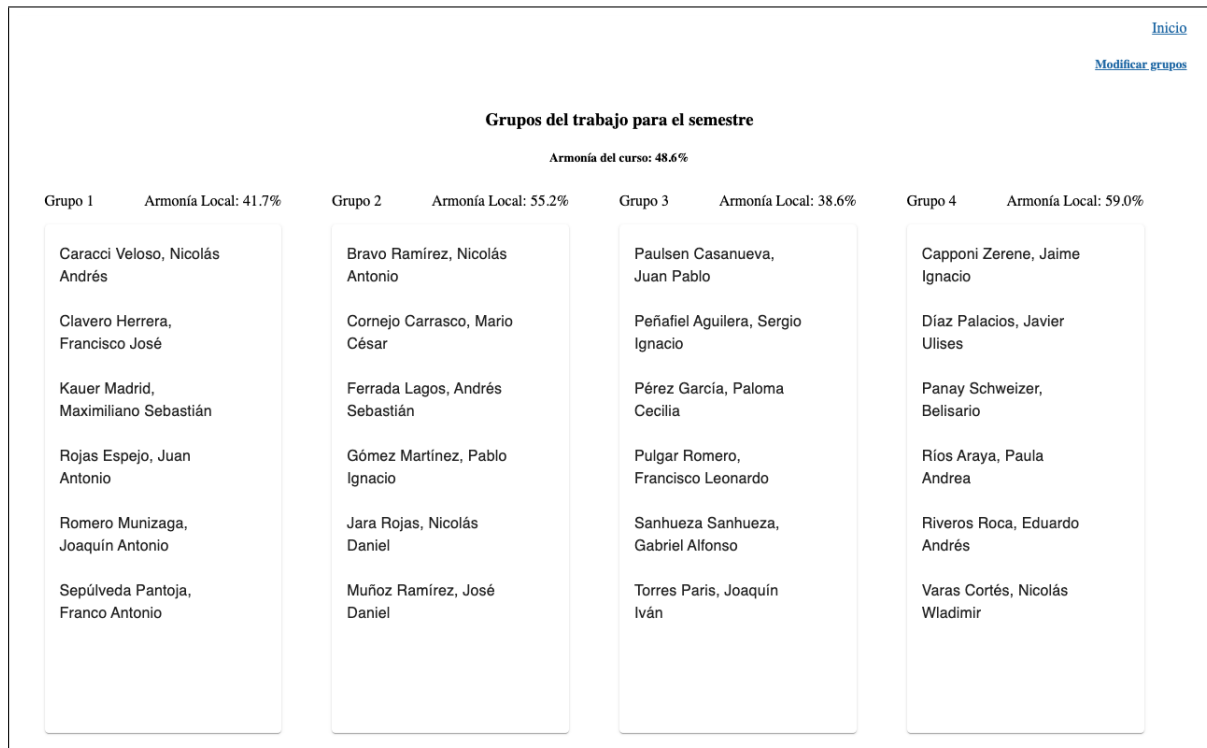 Inicio
Modificar grupos
Grupos del trabajo para el semestre
Armonía del curso: 48.6%
Grupo 1 Armonía Local: 41.7%
Caracci Veloso, Nicolás
Andrés
Clavero Herrera,
Francisco José
Kauer Madrid,
Maximiliano Sebastián
Rojas Espejo, Juan
Antonio
Romero Munizaga,
Joaquín Antonio
Sepúlveda Pantoja,
Franco Antonio
Grupo 2 Armonía Local: 55.2%
Bravo Ramírez, Nicolás
Antonio
Cornejo Carrasco, Mario
César
Ferrada Lagos, Andrés
Sebastián
Gómez Martínez, Pablo
Ignacio
Jara Rojas, Nicolás
Daniel
Muñoz Ramírez, José
Daniel
Grupo 3 Armonía Local: 38.6%
Paulsen Casanueva,
Juan Pablo
Peñafiel Aguilera, Sergio
Ignacio
Pérez García, Paloma
Cecilia
Pulgar Romero,
Francisco Leonardo
Sanhueza Sanhueza,
Gabriel Alfonso
Torres Paris, Joaquín
Iván
Grupo 4 Armonía Local: 59.0%
Capponi Zerene, Jaime
Ignacio
Díaz Palacios, Javier
Ulises
Panay Schweizer,
Belisario
Ríos Araya, Paula
Andrea
Riveros Roca, Eduardo
Andrés
Varas Cortés, Nicolás
Wladimir